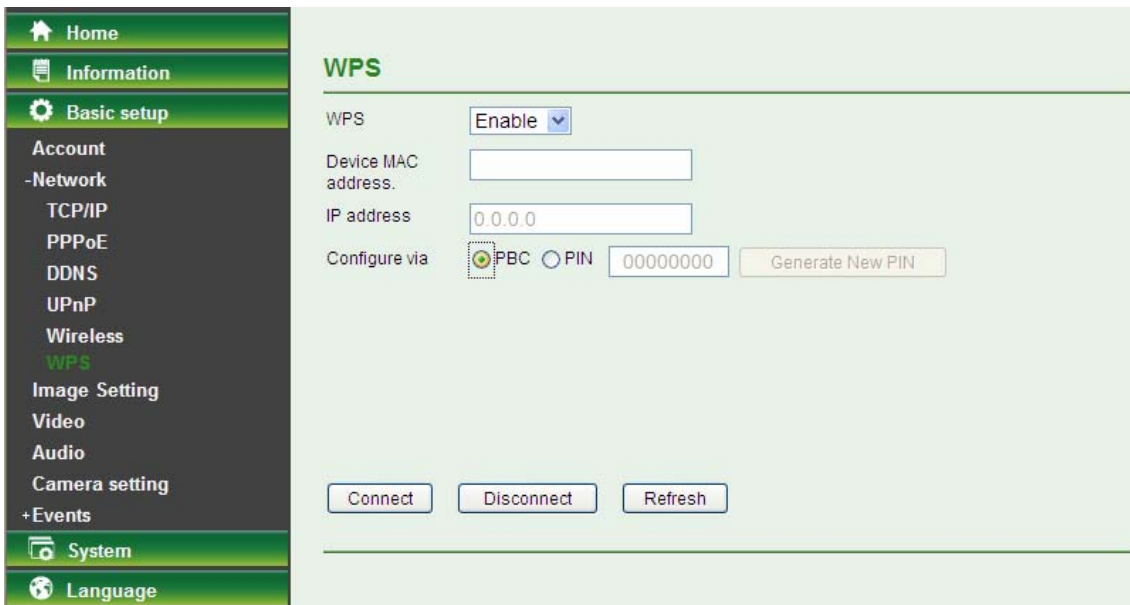 Home
Information
Basic setup
Account
-Network
TCP/IP
PPPoE
DDNS
UPnP
Wireless
WPS
Image Setting
Video
Audio
Camera setting
+Events
System
Language
WPS
WPS Enable
Device MAC
address.
IP address 0.0.0.0
Configure via PBC PIN 00000000 Generate New PIN
Connect Disconnect Refresh